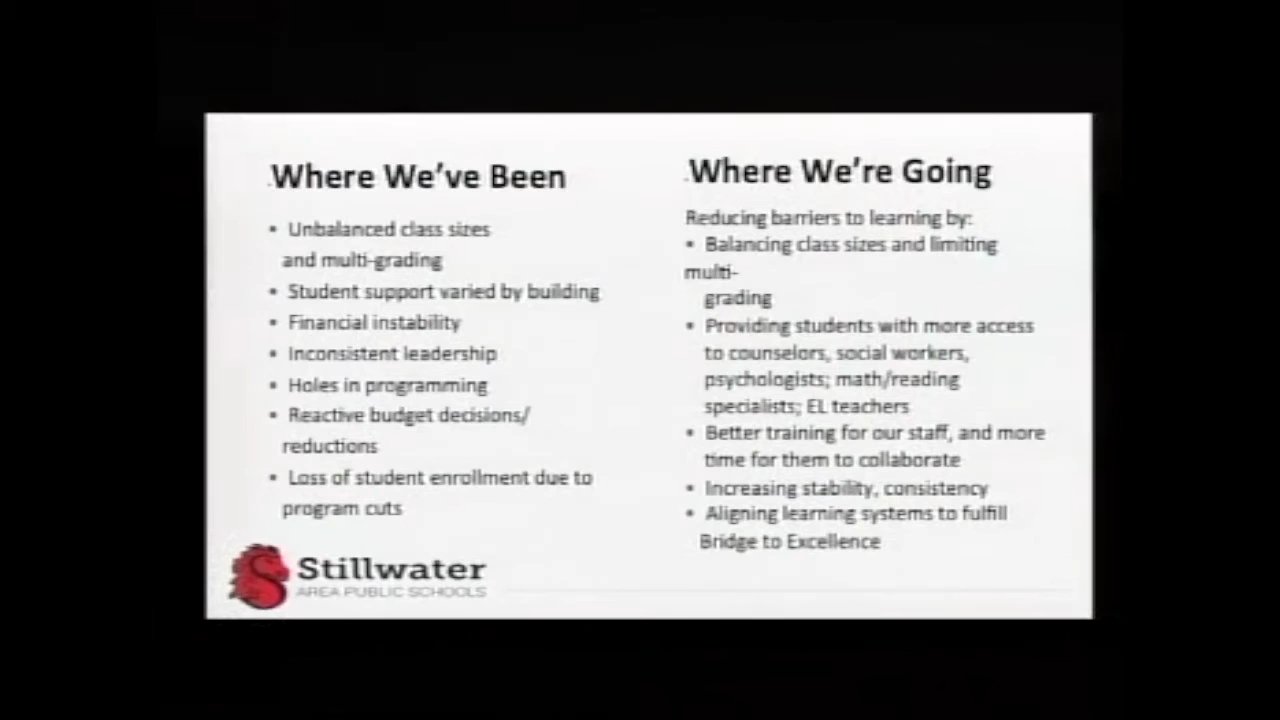 Where We've Been
• Unbalanced class sizes
and multi-grading
• Student support varied by building
• Financial instability
• Inconsistent leadership
• Holes in programming
• Reactive budget decisions/
reductions
• Loss of student enrollment due to
program cuts
Where We're Going
Reducing barriers to learning by:
• Balancing class sizes and limiting
multi-
grading
• Providing students with more access
to counselors, social workers,
psychologists; math/reading
specialists; EL teachers
• Better training for our staff, and more
time for them to collaborate
• Increasing stability, consistency
• Aligning learning systems to fulfill
Bridge to Excellence
Stillwater
AREA PUBLIC SCHOOLS